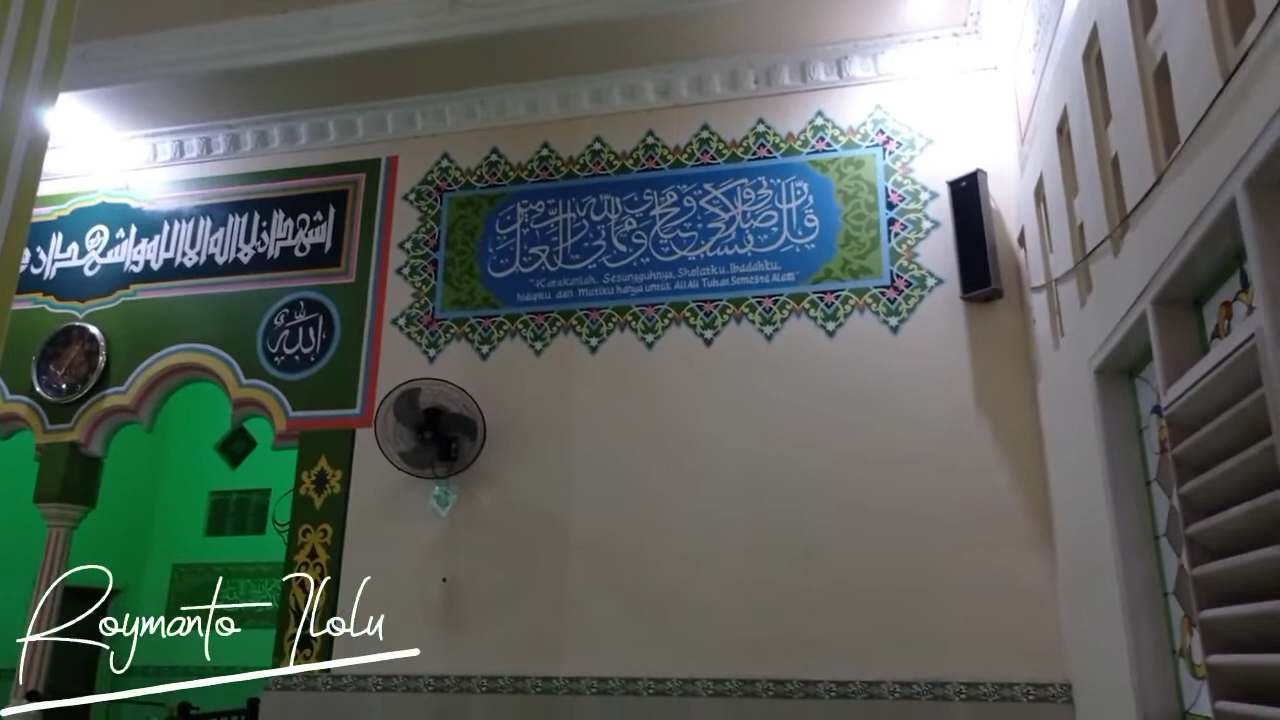 اشهد ان لا اله الا الله واشهد ان
الله
قل إن صلاتي ونسكي ومحياي ومماتي لله رب العلمين
"Katakanlah, Sesungguhnya, Sholatku, Ibadahku,
hidupku dan Matiku hanya untuk Allah Tuhan Semesta Alam"
Roymanto Ilolu